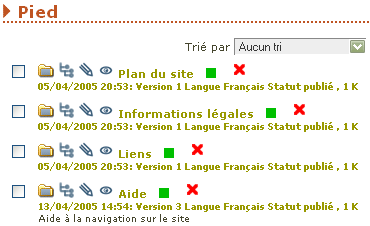 Pied
Trié par Aucun tri
Plan du site
05/04/2005 20:53: Version 1 Langue Français Statut publié , 1 K
Informations légales
05/04/2005 20:53: Version 1 Langue Français Statut publié , 1 K
Liens
05/04/2005 20:53: Version 1 Langue Français Statut publié , 1 K
Aide
13/04/2005 14:54: Version 3 Langue Français Statut publié , 1 K
Aide à la navigation sur le site